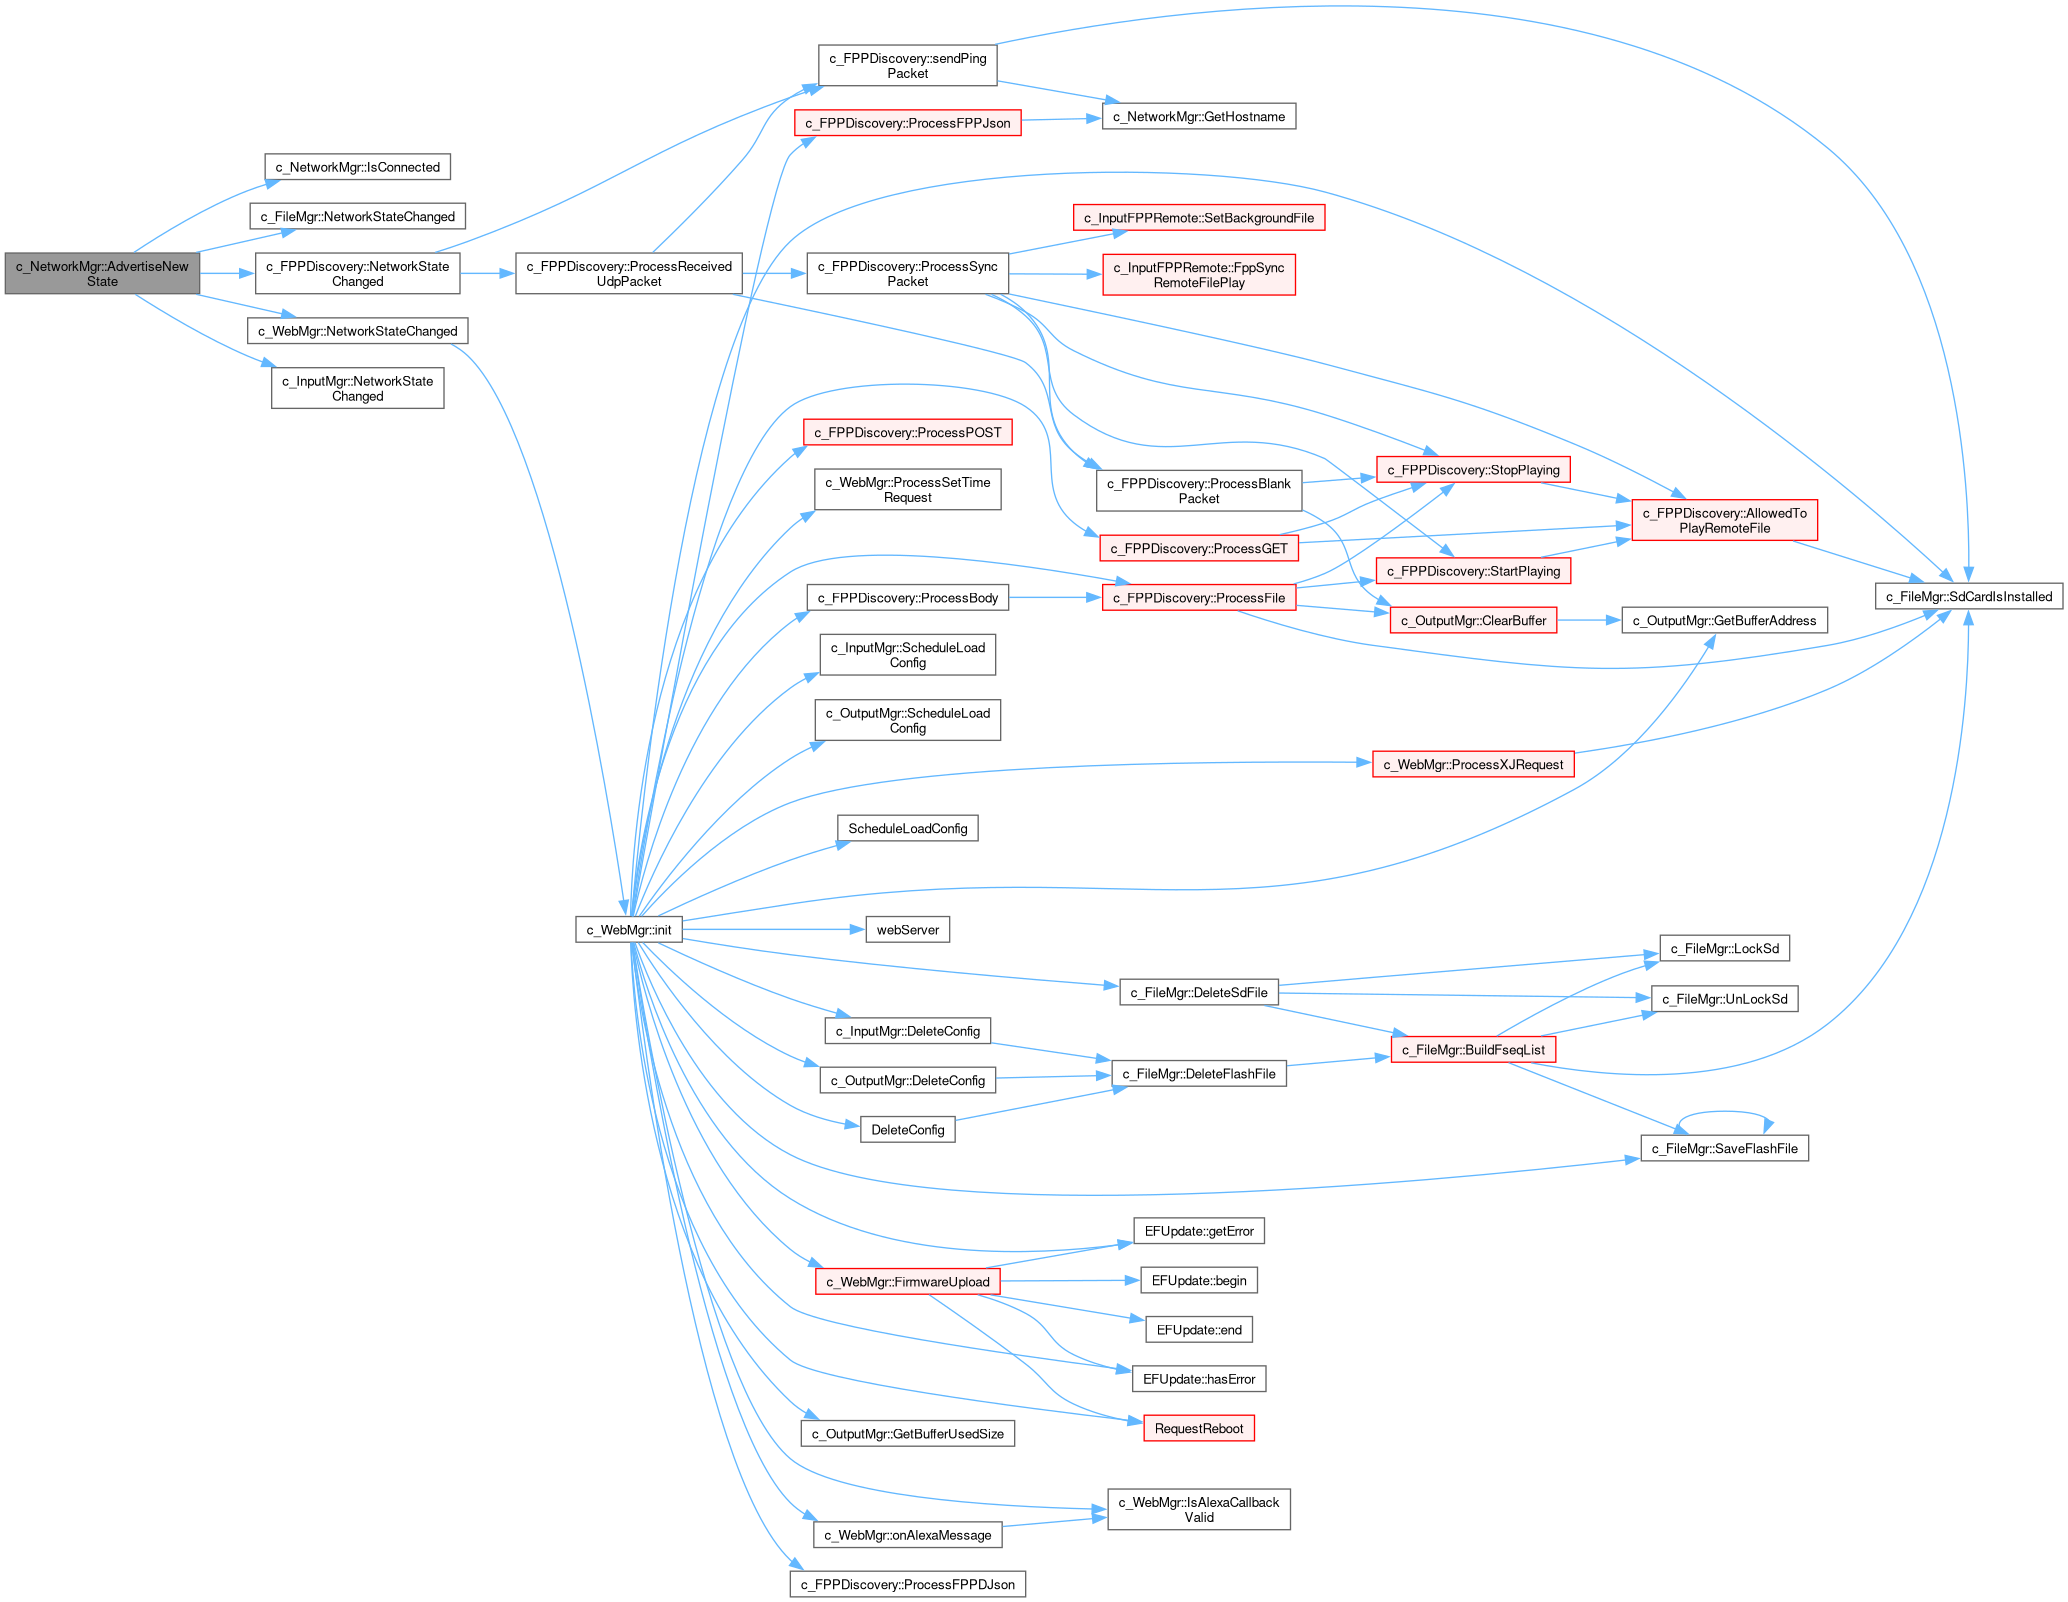 c_NetworkMgr::AdvertiseNew
State
c_NetworkMgr::IsConnected
c_FileMgr::NetworkStateChanged
c_FPPDiscovery::NetworkState
Changed
c_WebMgr::NetworkStateChanged
c_InputMgr::NetworkState
Changed
c_FPPDiscovery::ProcessReceived
UdpPacket
c_WebMgr::init
c_FPPDiscovery::sendPing
Packet
c_FPPDiscovery::ProcessFPPJson
c_FPPDiscovery::ProcessSync
Packet
c_FPPDiscovery::ProcessPOST
c_WebMgr::ProcessSetTime
Request
c_FPPDiscovery::ProcessBody
c_InputMgr::ScheduleLoad
Config
c_OutputMgr::ScheduleLoad
Config
ScheduleLoadConfig
webServer
c_InputMgr::DeleteConfig
c_OutputMgr::DeleteConfig
DeleteConfig
c_WebMgr::FirmwareUpload
c_OutputMgr::GetBufferUsedSize
c_WebMgr::onAlexaMessage
c_FPPDiscovery::ProcessFPPDJson
c_NetworkMgr::GetHostname
c_InputFPPRemote::SetBackgroundFile
c_InputFPPRemote::FppSync
RemoteFilePlay
c_FPPDiscovery::ProcessBlank
Packet
c_FPPDiscovery::ProcessGET
c_FPPDiscovery::ProcessFile
c_FileMgr::DeleteSdFile
c_FileMgr::DeleteFlashFile
EFUpdate::getError
EFUpdate::begin
EFUpdate::end
EFUpdate::hasError
RequestReboot
c_WebMgr::IsAlexaCallback
Valid
c_FPPDiscovery::StopPlaying
c_FPPDiscovery::StartPlaying
c_OutputMgr::ClearBuffer
c_WebMgr::ProcessXJRequest
c_FileMgr::BuildFseqList
c_FPPDiscovery::AllowedTo
PlayRemoteFile
c_OutputMgr::GetBufferAddress
c_FileMgr::LockSd
c_FileMgr::UnLockSd
c_FileMgr::SaveFlashFile
c_FileMgr::SdCardIsInstalled